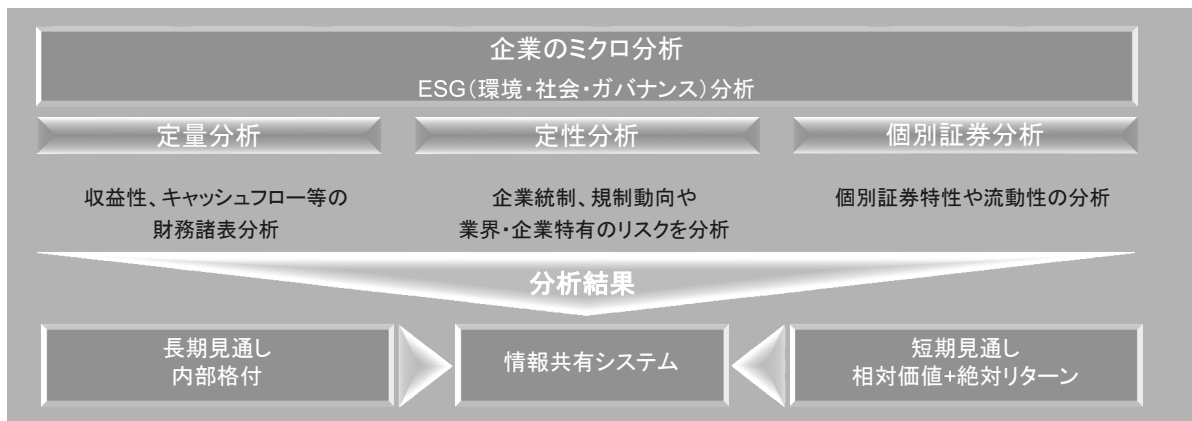 企業のミクロ分析
ESG（環境・社会・ガバナンス）分析
定量分析
定性分析
個別証券分析
収益性、キャッシュフロー等の
財務諸表分析
企業統制、規制動向や
業界・企業特有のリスクを分析
個別証券特性や流動性の分析
分析結果
長期見通し
内部格付
情報共有システム
短期見通し
相対価値+絶対リターン